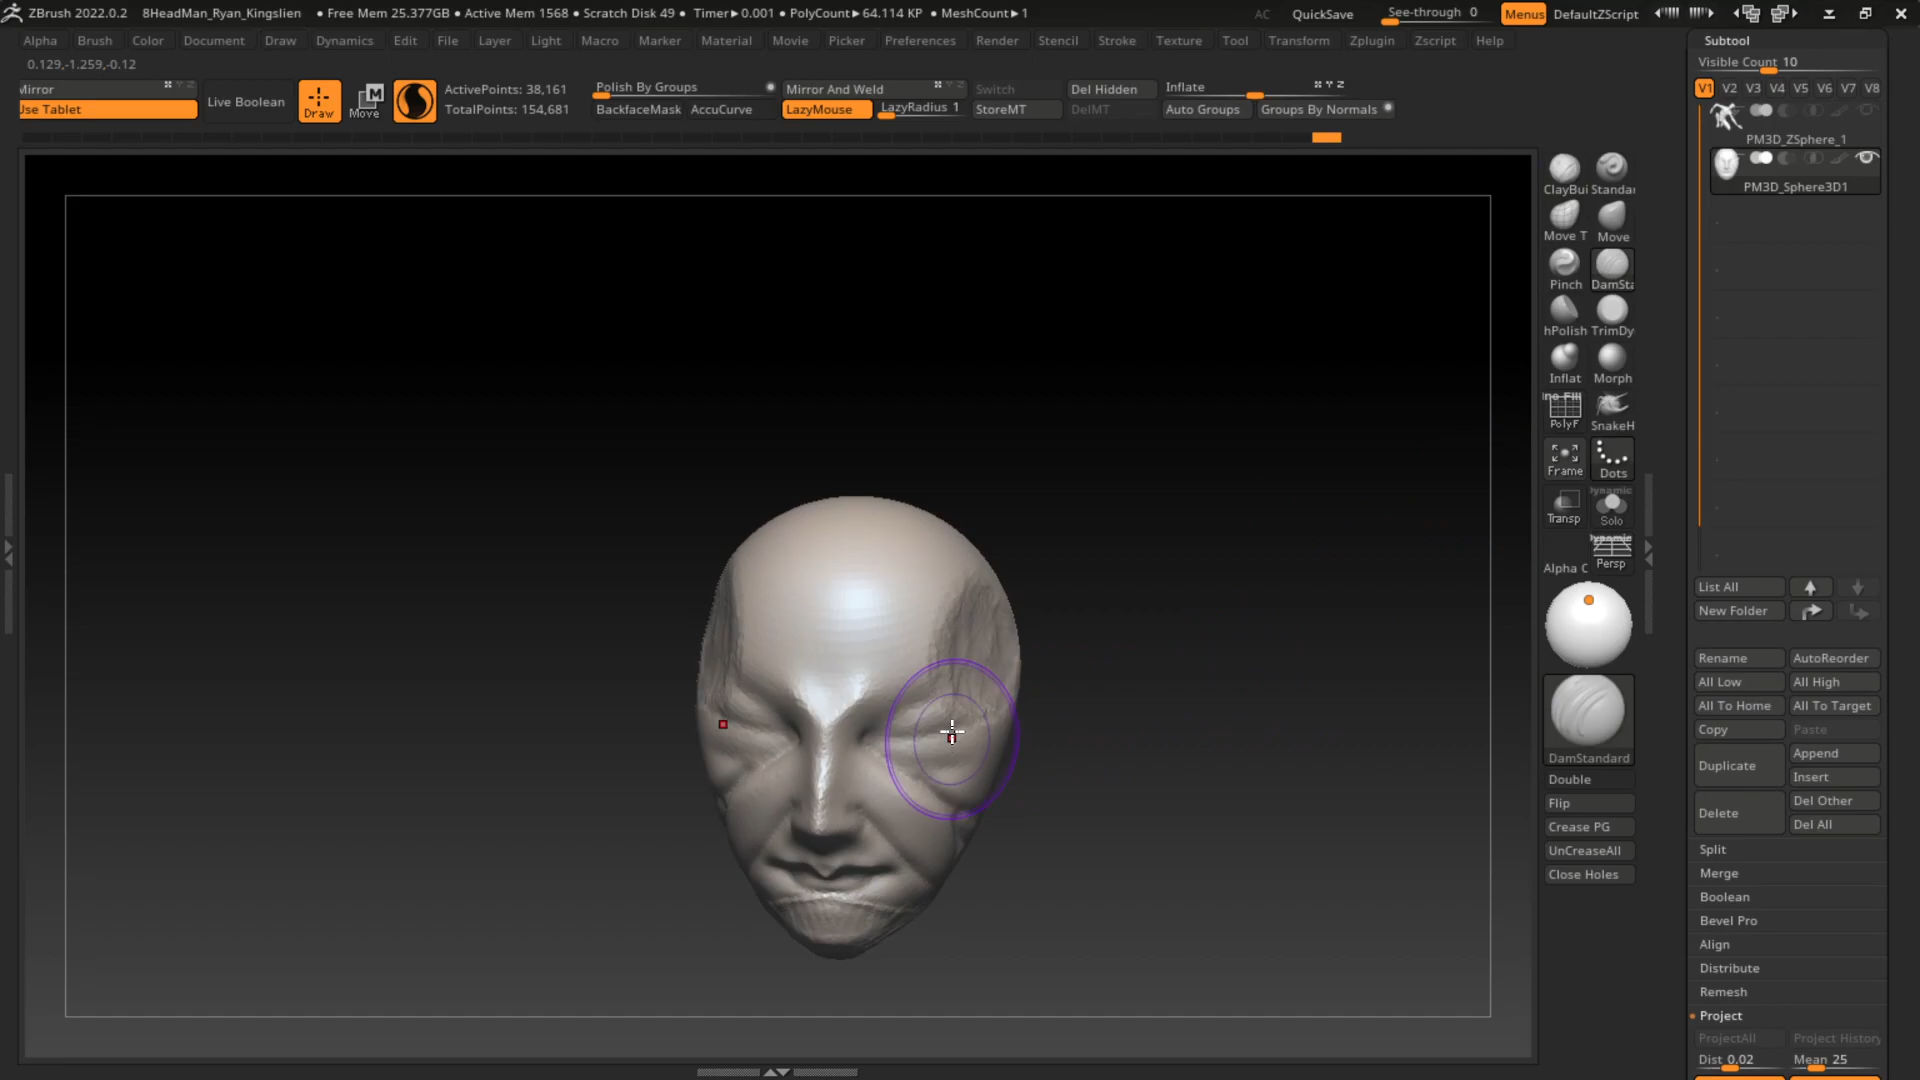 ZBrush 2022.0.2 8HeadMan_Ryan_Kingslien • Free Mem 25.377GB • Active Mem 1568 • Scratch Disk 49 • Timer▸0.001 • PolyCount▸64.114 KP • MeshCount▸1 AC QuickSave See-through 0 Menus DefaultZScript
Alpha Brush Color Document Draw Dynamics Edit File Layer Light Macro Marker Material Movie Picker Preferences Render Stencil Stroke Texture Tool Transform Zplugin Zscript Help
0.129,-1.259,-0.12
Mirror
Use Tablet
Live Boolean
Draw
M
Move
ActivePoints: 38,161
TotalPoints: 154,681
Polish By Groups
BackfaceMask AccuCurve
Mirror And Weld
LazyMouse LazyRadius 1
Switch
StoreMT
Del Hidden
DelMT
Inflate
X Y Z
Auto Groups Groups By Normals
ClayBui Standar
Move T Move
Pinch DamSta
hPolish TrimDy
Inflat Morph
PolyF SnakeH
Frame Dots
Dynamic
Transp Solo
Dynamic
Persp
Alpha O
DamStandard
Double
Flip
Crease PG
UnCreaseAll
Close Holes
Subtool
Visible Count 10
V1 V2 V3 V4 V5 V6 V7 V8
PM3D_ZSphere_1
PM3D_Sphere3D1
List All
New Folder
Rename AutoReorder
All Low All High
All To Home All To Target
Copy Paste
Duplicate Append
Insert
Delete Del Other
Del All
Split
Merge
Boolean
Bevel Pro
Align
Distribute
Remesh
Project
ProjectAll Project History
Dist 0.02 Mean 25